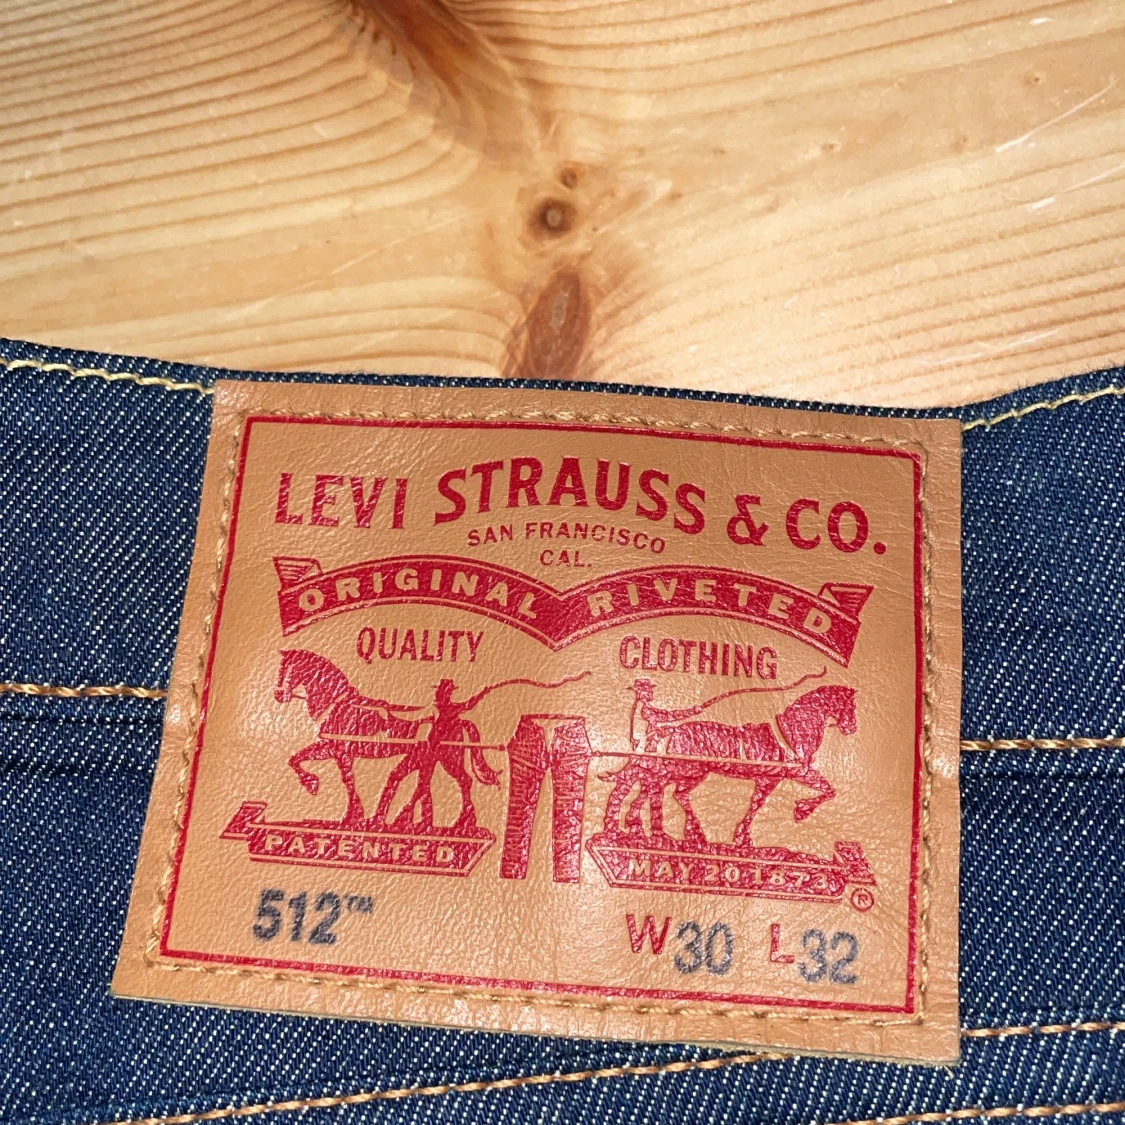 LEVI STRAUSS & CO.
SAN FRANCISCO
CAL.
ORIGINAL RIVETED
QUALITY CLOTHING
PATENTED MAY 20 1873 ®
512™ W30 L32